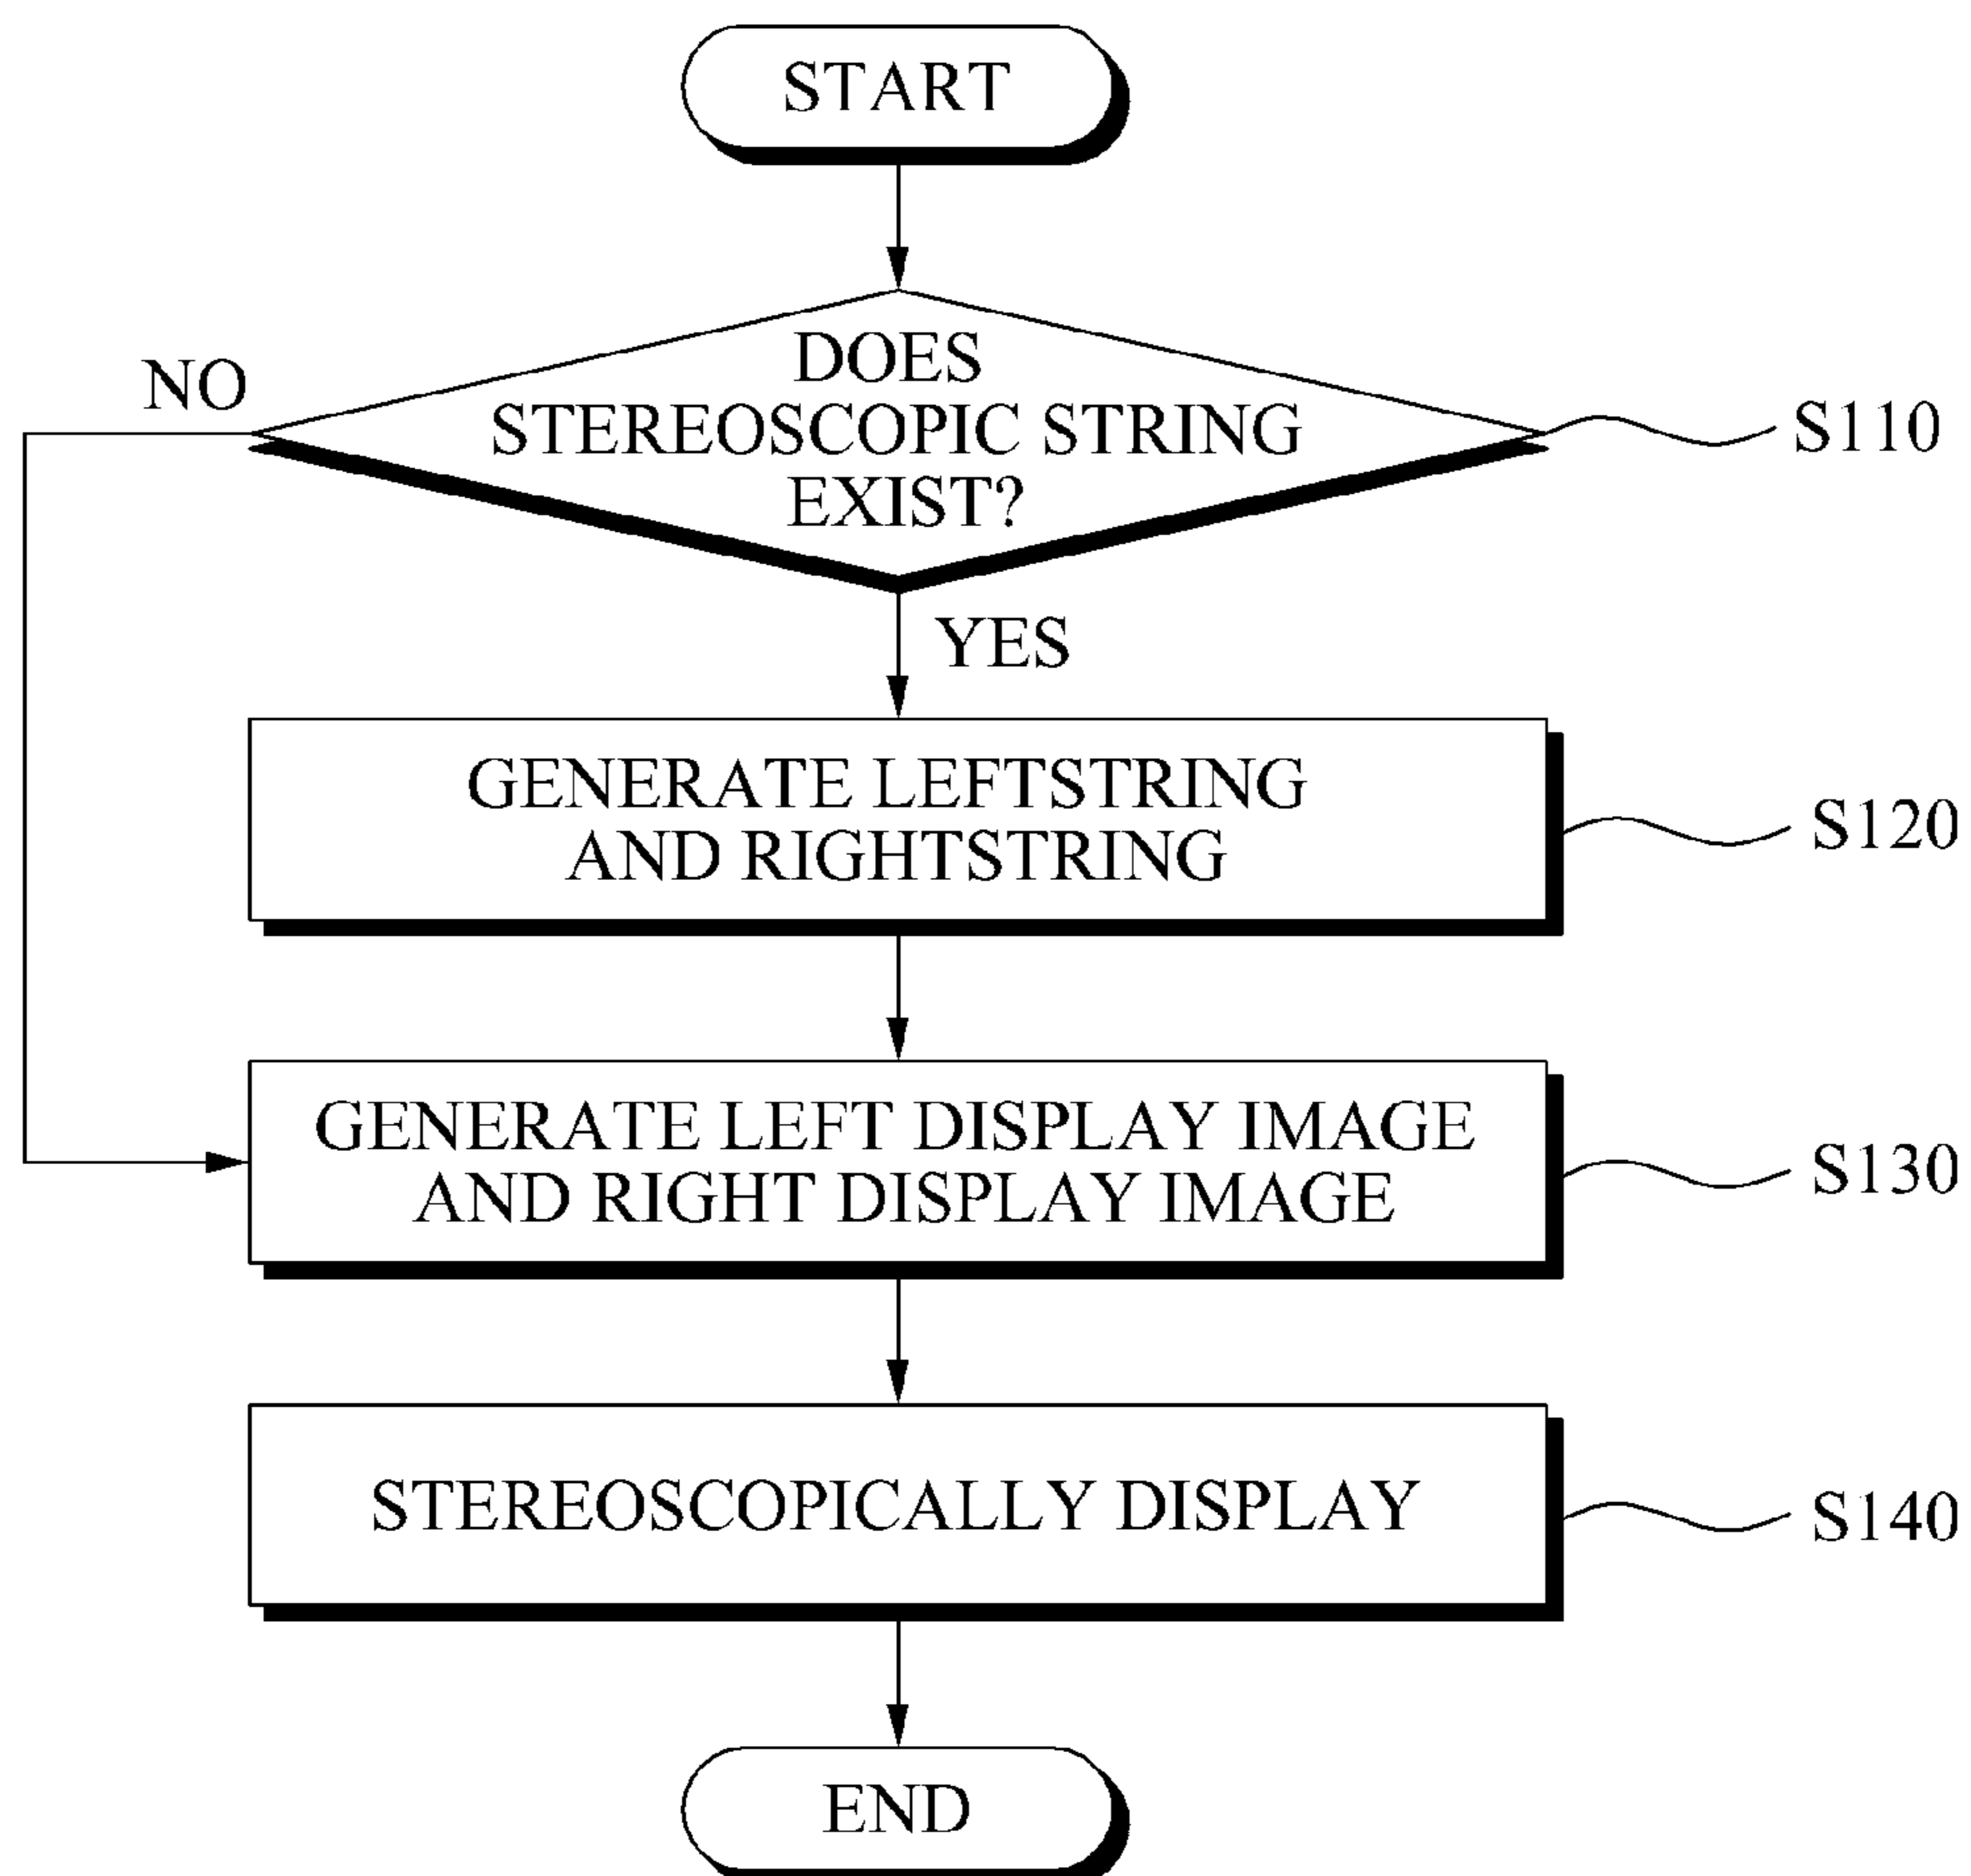 START
DOES
NO
STEREOSCOPIC STRING
S110
EXIST?
YES
GENERATE LEFTSTRING
AND RIGHTSTRING
S120
GENERATE LEFT DISPLAY IMAGE
AND RIGHT DISPLAY IMAGE
S130
STEREOSCOPICALLY DISPLAY
S140
END